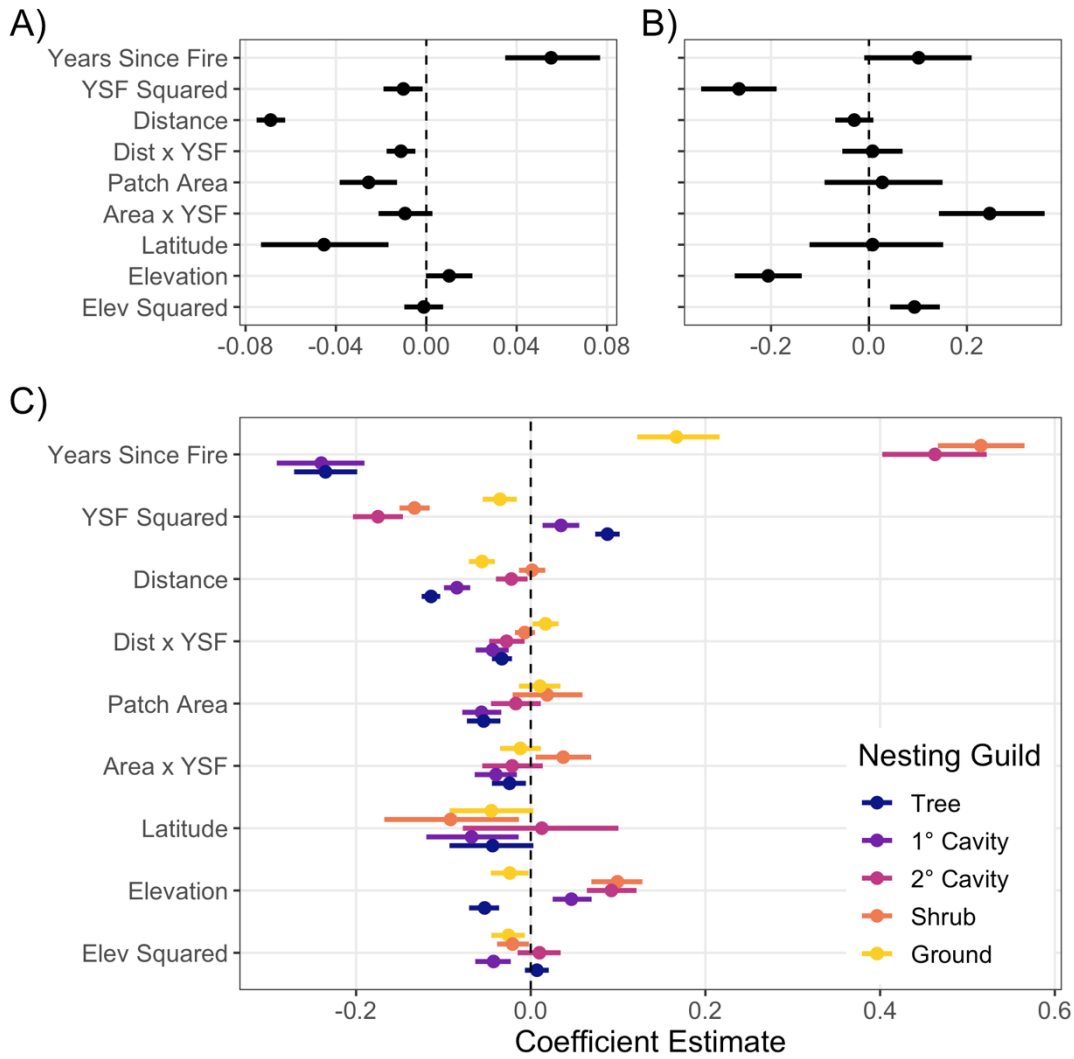 A)
B)
Years Since Fire
YSF Squared
Distance
Dist x YSF
Patch Area
Area x YSF
Latitude
Elevation
Elev Squared
-0.08 -0.04 0.00 0.04 0.08
-0.2 0.0 0.2
C)
Years Since Fire
YSF Squared
Distance
Dist x YSF
Patch Area
Area x YSF
Latitude
Elevation
Elev Squared
Nesting Guild
Tree
1° Cavity
2° Cavity
Shrub
Ground
-0.2 0.0 0.2 0.4 0.6
Coefficient Estimate